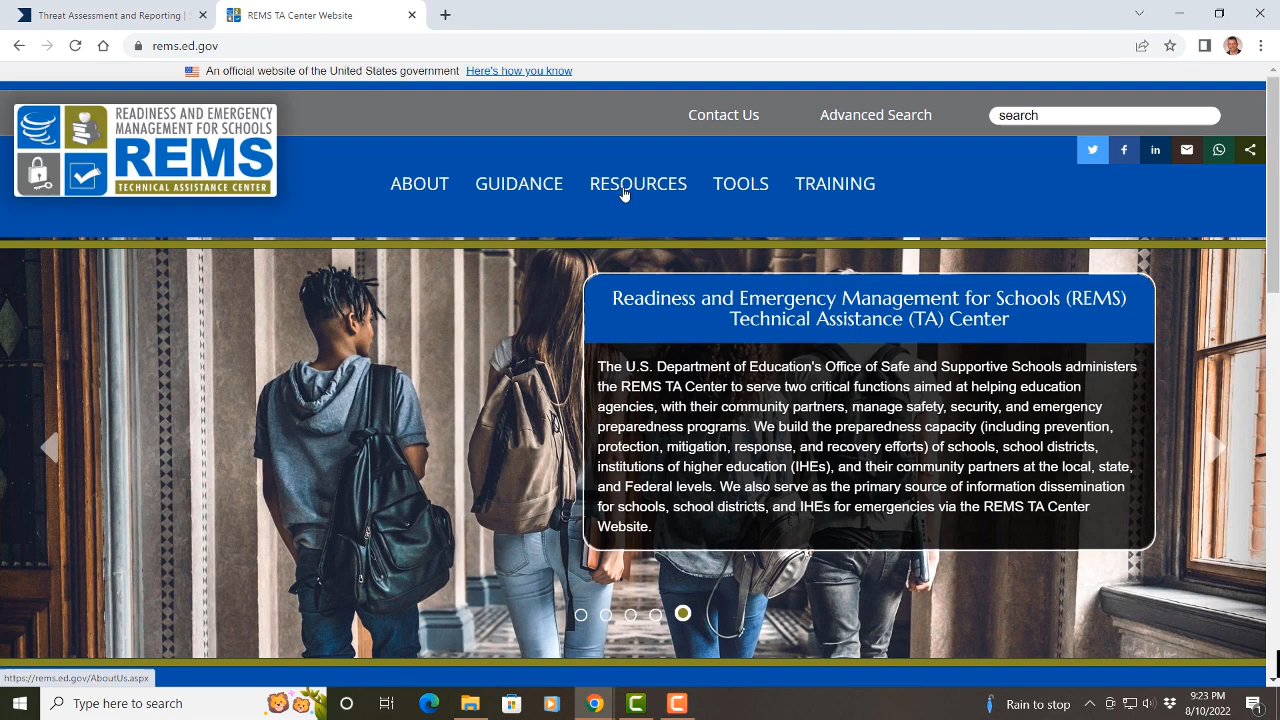 Threat Assessment and Reporting |
REMS TA Center Website
rems.ed.gov
An official website of the United States government Here's how you know
READINESS AND EMERGENCY
MANAGEMENT FOR SCHOOLS
REMS
TECHNICAL ASSISTANCE CENTER
Contact Us
Advanced Search
search
ABOUT
GUIDANCE
RESOURCES
TOOLS
TRAINING
Readiness and Emergency Management for Schools (REMS)
Technical Assistance (TA) Center
The U.S. Department of Education's Office of Safe and Supportive Schools administers
the REMS TA Center to serve two critical functions aimed at helping education
agencies, with their community partners, manage safety, security, and emergency
preparedness programs. We build the preparedness capacity (including prevention,
protection, mitigation, response, and recovery efforts) of schools, school districts,
institutions of higher education (IHEs), and their community partners at the local, state,
and Federal levels. We also serve as the primary source of information dissemination
for schools, school districts, and IHEs for emergencies via the REMS TA Center
Website.
https://rems.ed.gov/AboutUs.aspx
Type here to search
Rain to stop
9:23 PM
8/10/2022